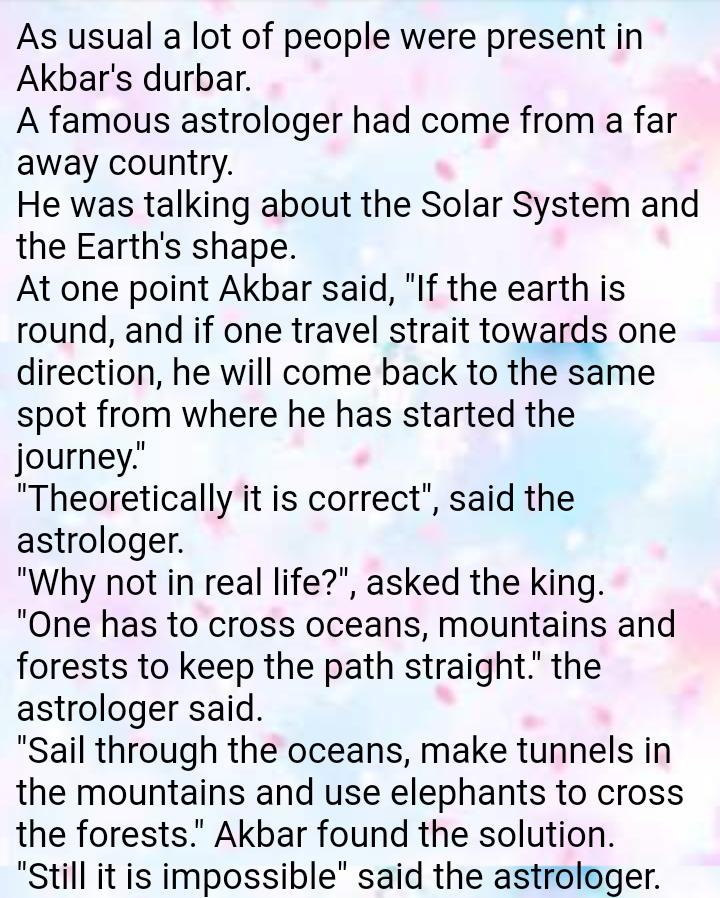 As usual a lot of people were present in
Akbar's durbar.
A famous astrologer had come from a far
away country.
He was talking about the Solar System and
the Earth's shape.
At one point Akbar said, "If the earth is
round, and if one travel strait towards one
direction, he will come back to the same
spot from where he has started the
journey."
"Theoretically it is correct", said the
astrologer.
"Why not in real life?", asked the king.
"One has to cross oceans, mountains and
forests to keep the path straight." the
astrologer said.
"Sail through the oceans, make tunnels in
the mountains and use elephants to cross
the forests." Akbar found the solution.
"Still it is impossible" said the astrologer.